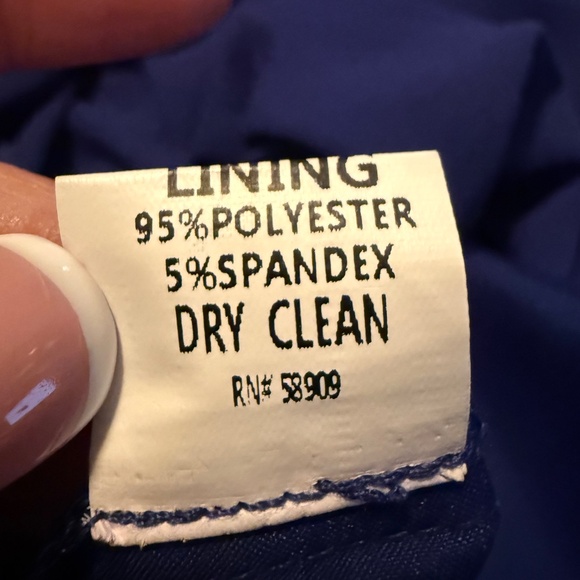 LINING
95%POLYESTER
5%SPANDEX
DRY CLEAN
RN# 58909